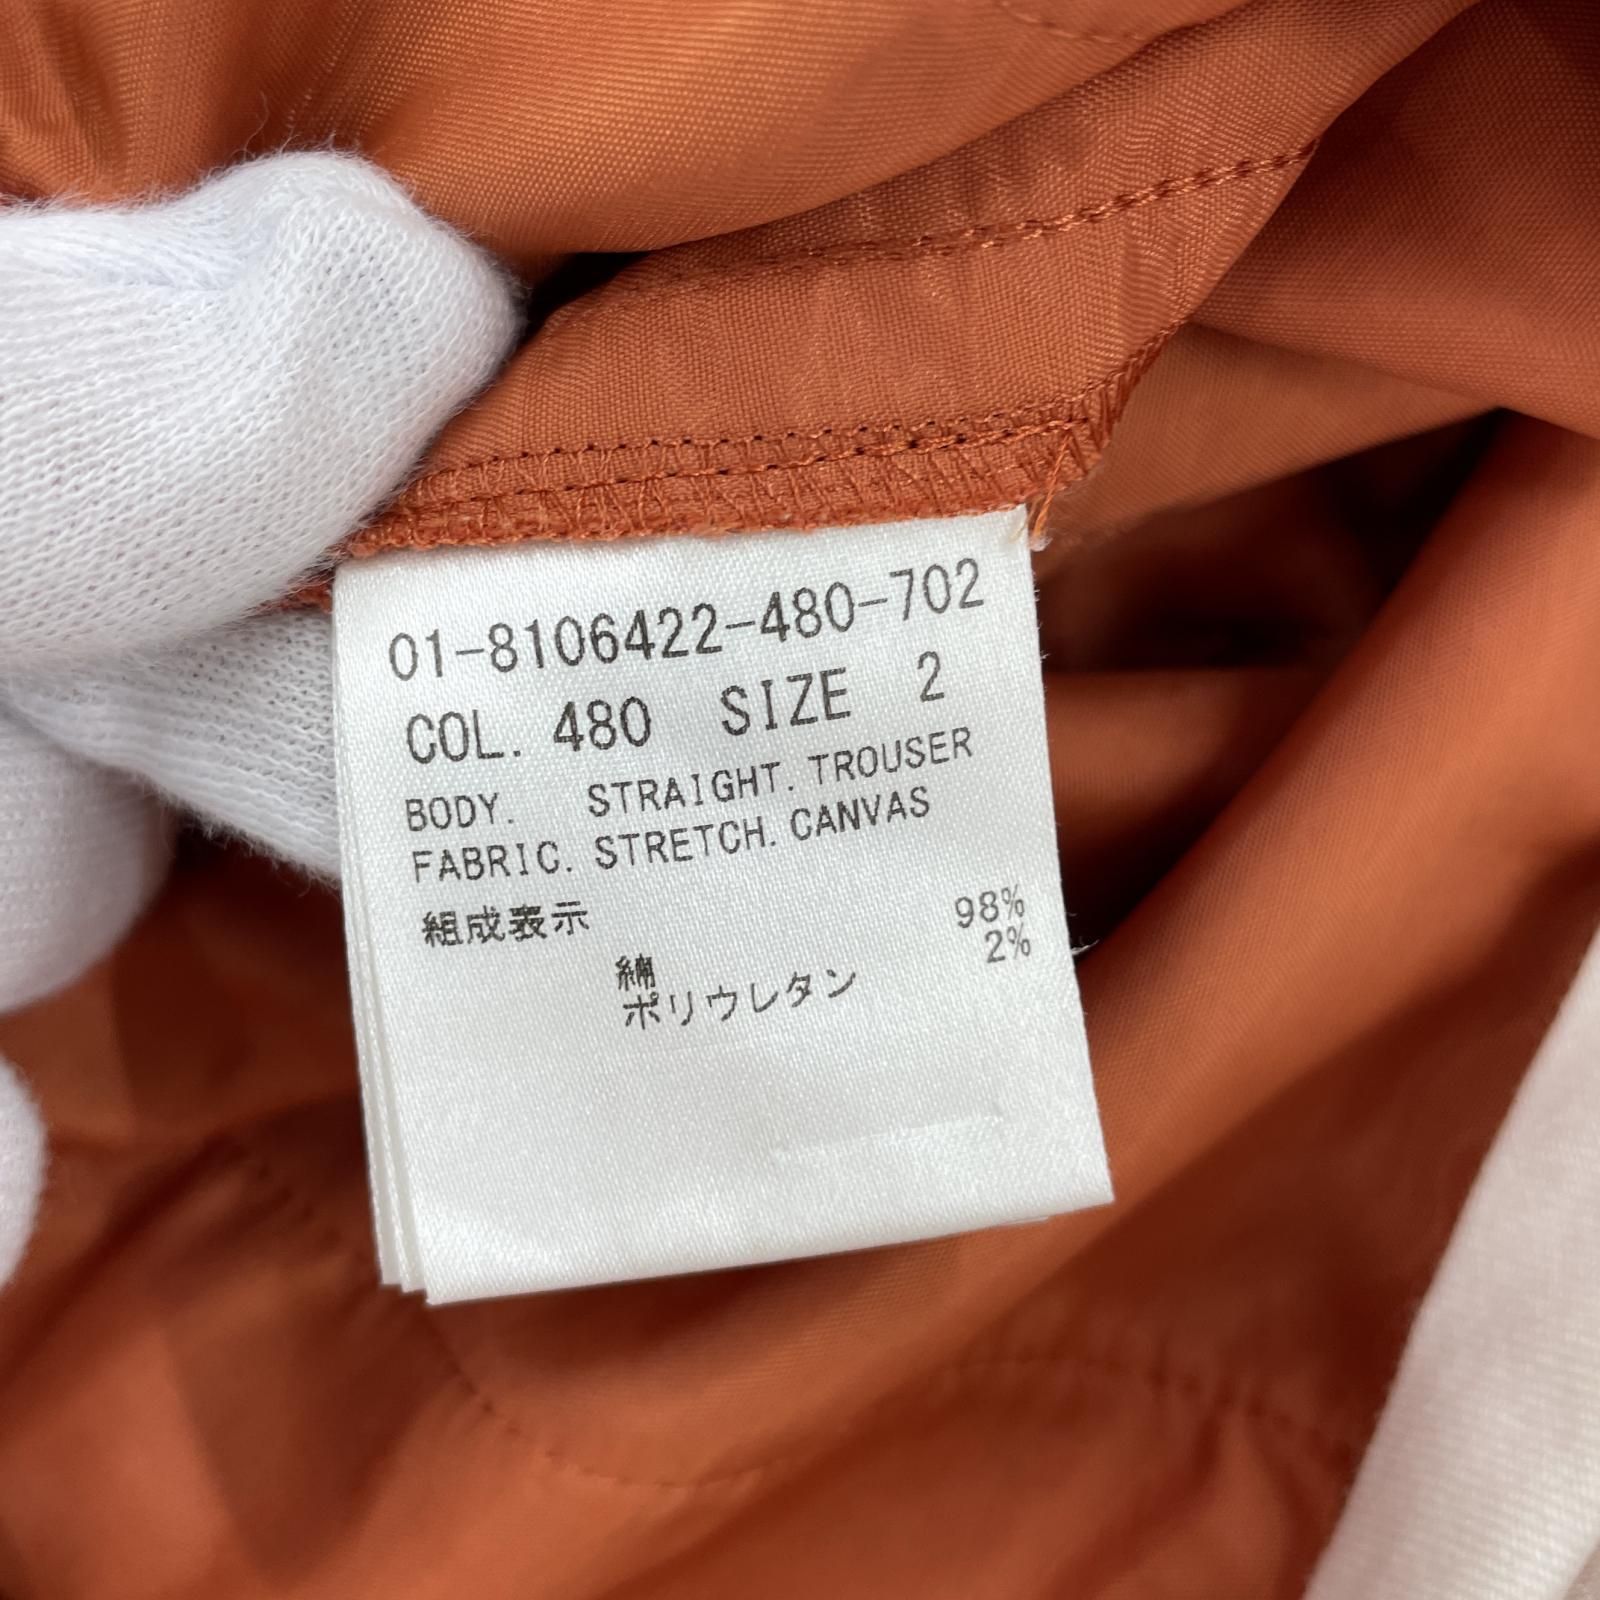 01-8106422-480-702
COL. 480 SIZE 2
BODY. STRAIGHT. TROUSER
FABRIC. STRETCH. CANVAS
組成表示
綿 98%
ポリウレタン 2%